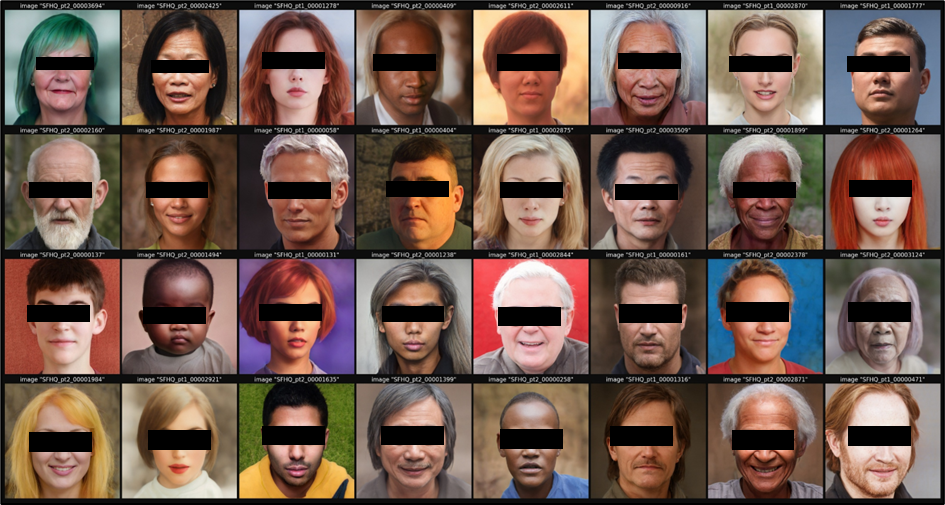 image "SFHQ_pt2_00003694" image "SFHQ_pt2_00002425" image "SFHQ_pt1_00001278" image "SFHQ_pt2_00000409" image "SFHQ_pt2_00002611" image "SFHQ_pt2_00000916" image "SFHQ_pt2_00002870" image "SFHQ_pt1_00001777"
image "SFHQ_pt2_00002160" image "SFHQ_pt2_00001987" image "SFHQ_pt1_00000058" image "SFHQ_pt1_00000404" image "SFHQ_pt1_00002875" image "SFHQ_pt2_00003509" image "SFHQ_pt2_00001899" image "SFHQ_pt1_00001264"
image "SFHQ_pt2_00000137" image "SFHQ_pt2_00001494" image "SFHQ_pt1_00000131" image "SFHQ_pt2_00001238" image "SFHQ_pt1_00002844" image "SFHQ_pt1_00000161" image "SFHQ_pt2_00002378" image "SFHQ_pt2_00003124"
image "SFHQ_pt2_00001984" image "SFHQ_pt1_00002921" image "SFHQ_pt2_00001635" image "SFHQ_pt2_00001399" image "SFHQ_pt2_00000258" image "SFHQ_pt1_00001316" image "SFHQ_pt2_00002871" image "SFHQ_pt1_00000471"